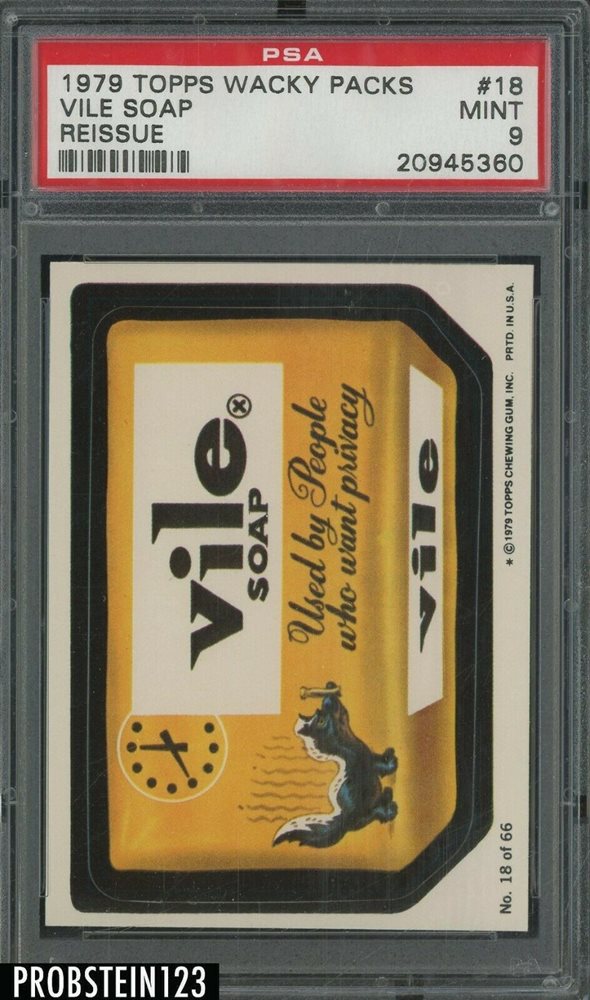 PSA
1979 TOPPS WACKY PACKS #18
VILE SOAP MINT
REISSUE 9
20945360
vile®
SOAP
Used by People
who want privacy
vile
* © 1979 TOPPS CHEWING GUM, INC. PRTD. IN U.S.A.
No. 18 of 66
PROBSTEIN123